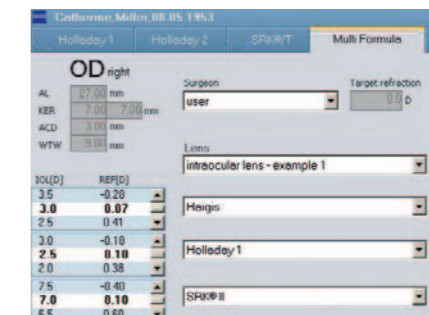 Catherine, Miller, 08.05.1953
Holladay 1 Holladay 2 SRK®/T Multi Formula
OD right
Surgeon Target refraction
AL 27.00 mm
user 0.0 D
KER 7.00 7.00 mm
ACD 3.00 mm
WTW 9.00 mm
Lens
intraocular lens - example 1
IOL[D] REF[D]
3.5 -0.28
3.0 0.07 Haigis
2.5 0.41
3.0 -0.18
2.5 0.10 Holladay 1
2.0 0.38
7.5 -0.40
7.0 0.10 SRK® II
6.5 0.60